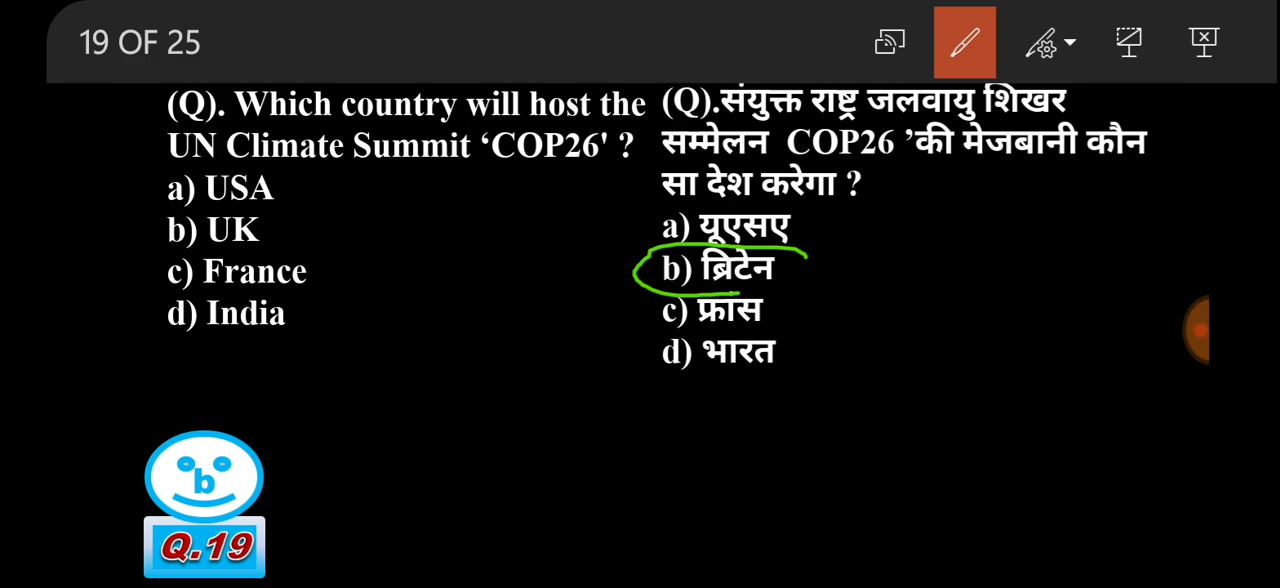 19 OF 25
(Q). Which country will host the
UN Climate Summit ‘COP26' ?
a) USA
b) UK
c) France
d) India
(Q).संयुक्त राष्ट्र जलवायु शिखर
सम्मेलन COP26 ’की मेजबानी कौन
सा देश करेगा ?
a) यूएसए
b) ब्रिटेन
c) फ्रांस
d) भारत
b
Q.19